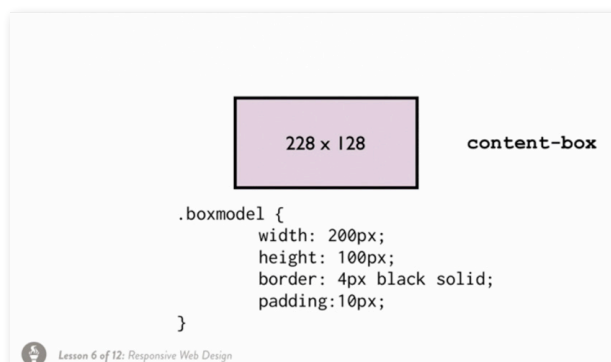 228 x 128
content-box
.boxmodel {
width: 200px;
height: 100px;
border: 4px black solid;
padding:10px;
}
Lesson 6 of 12: Responsive Web Design